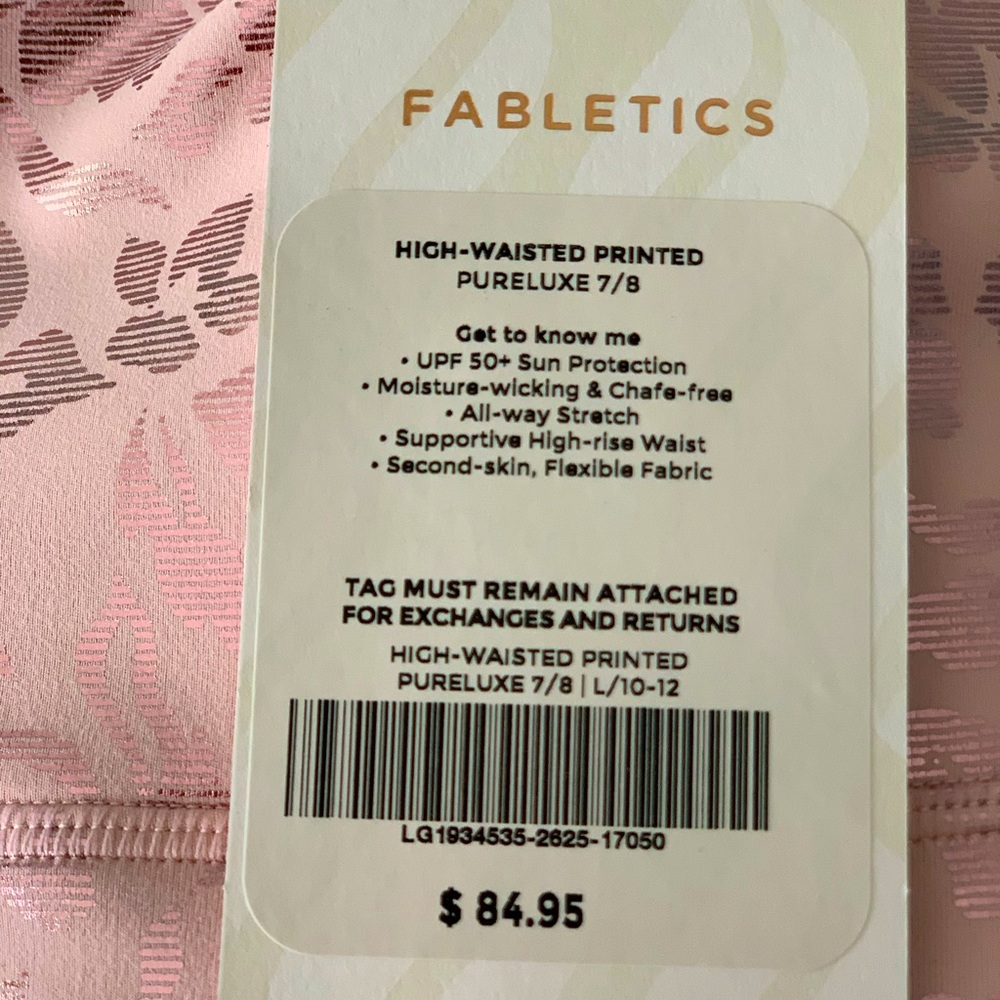 FABLETICS
HIGH-WAISTED PRINTED
PURELUXE 7/8
Get to know me
• UPF 50+ Sun Protection
• Moisture-wicking & Chafe-free
• All-way Stretch
• Supportive High-rise Waist
• Second-skin, Flexible Fabric
TAG MUST REMAIN ATTACHED
FOR EXCHANGES AND RETURNS
HIGH-WAISTED PRINTED
PURELUXE 7/8 | L/10-12
LG1934535-2625-17050
$ 84.95